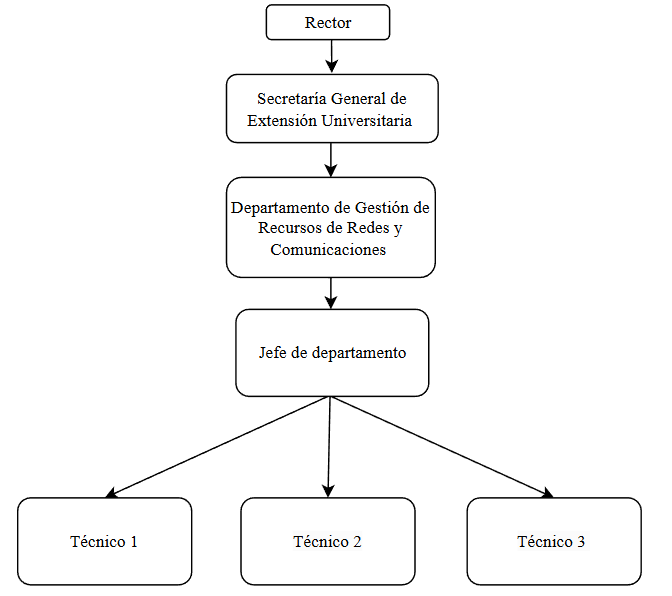 Rector
Secretaría General de
Extensión Universitaria
Departamento de Gestión de
Recursos de Redes y
Comunicaciones
Jefe de departamento
Técnico 1
Técnico 2
Técnico 3